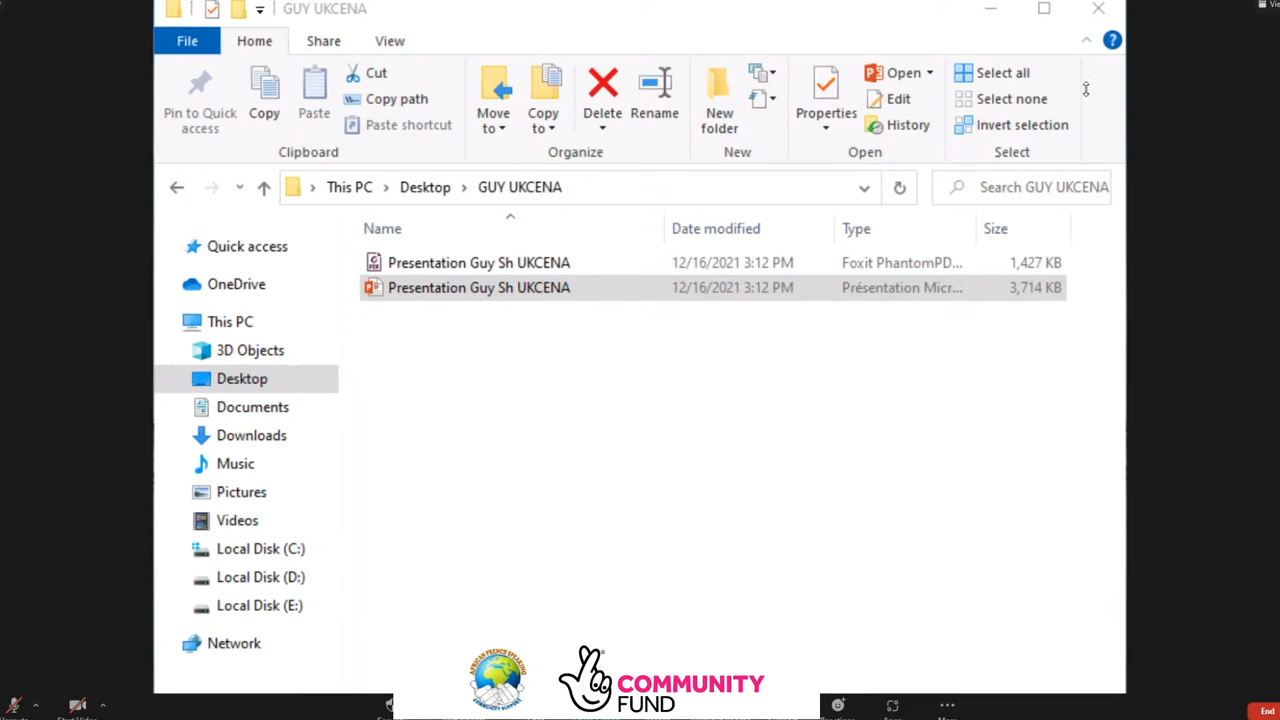 GUY UKCENA
File
Home
Share
View
Pin to Quick access
Copy
Paste
Cut
Copy path
Paste shortcut
Clipboard
Move to
Copy to
Delete
Rename
Organize
New folder
New
Properties
Open
Edit
History
Open
Select all
Select none
Invert selection
Select
This PC > Desktop > GUY UKCENA
Search GUY UKCENA
Name Date modified Type Size
Presentation Guy Sh UKCENA 12/16/2021 3:12 PM Foxit PhantomPD... 1,427 KB
Presentation Guy Sh UKCENA 12/16/2021 3:12 PM Présentation Micr... 3,714 KB
Quick access
OneDrive
This PC
3D Objects
Desktop
Documents
Downloads
Music
Pictures
Videos
Local Disk (C:)
Local Disk (D:)
Local Disk (E:)
Network
AFRICAN FRENCH SPEAKING
COMMUNITY SUPPORT
COMMUNITY
FUND
End